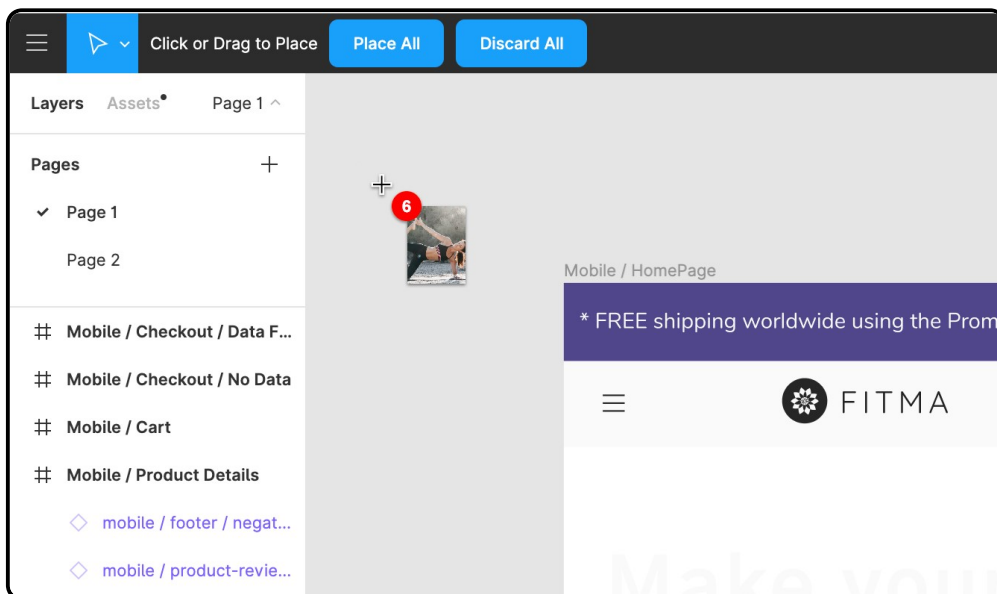 Click or Drag to Place Place All Discard All
Layers Assets Page 1
Pages
Page 1
Page 2
Mobile / Checkout / Data F...
Mobile / Checkout / No Data
Mobile / Cart
Mobile / Product Details
mobile / footer / negat...
mobile / product-revie...
6
Mobile / HomePage
* FREE shipping worldwide using the Prom
FITMA
Make your